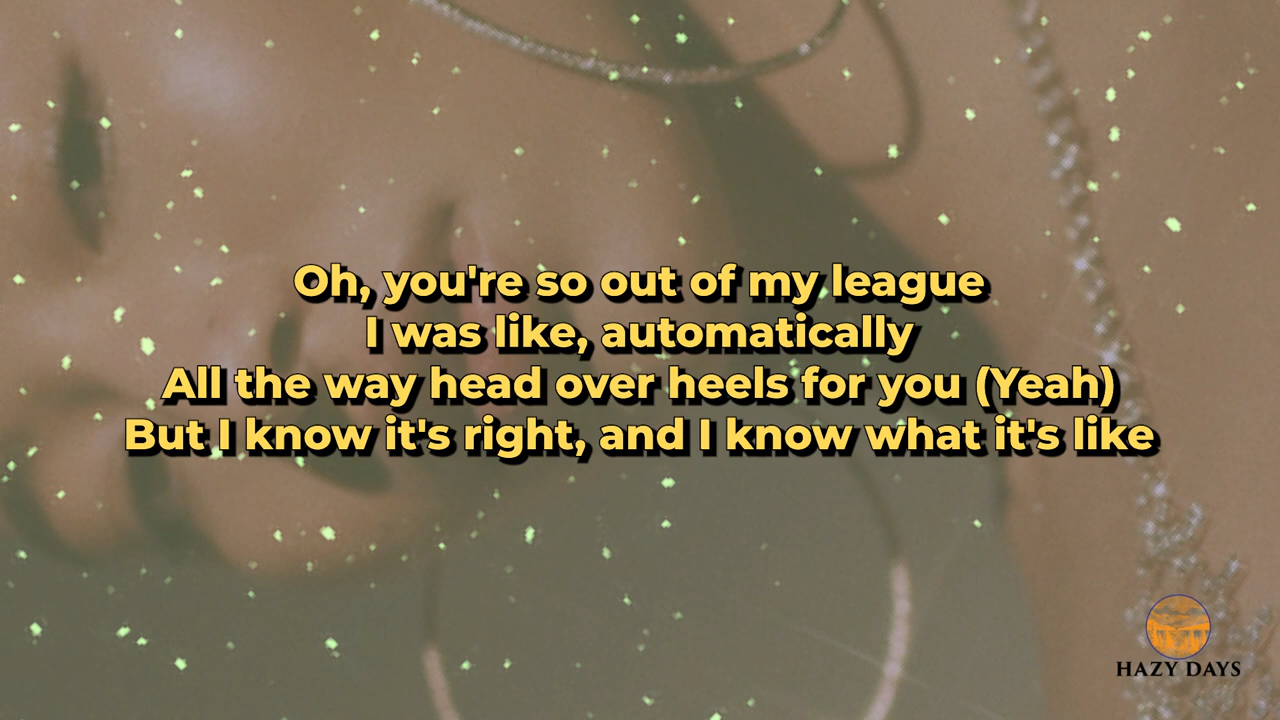 Oh, you're so out of my league
I was like, automatically
All the way head over heels for you (Yeah)
But I know it's right, and I know what it's like
HAZY DAYS